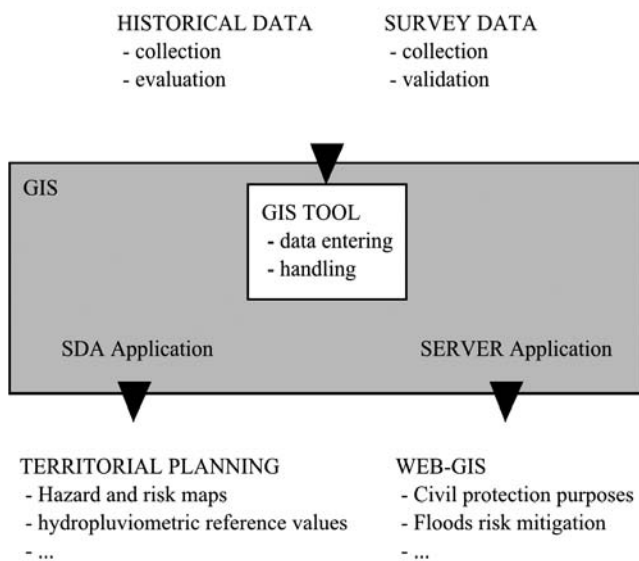 HISTORICAL DATA
- collection
- evaluation
SURVEY DATA
- collection
- validation
GIS
GIS TOOL
- data entering
- handling
SDA Application
SERVER Application
TERRITORIAL PLANNING
- Hazard and risk maps
- hydropluviometric reference values
- ...
WEB-GIS
- Civil protection purposes
- Floods risk mitigation
- ...